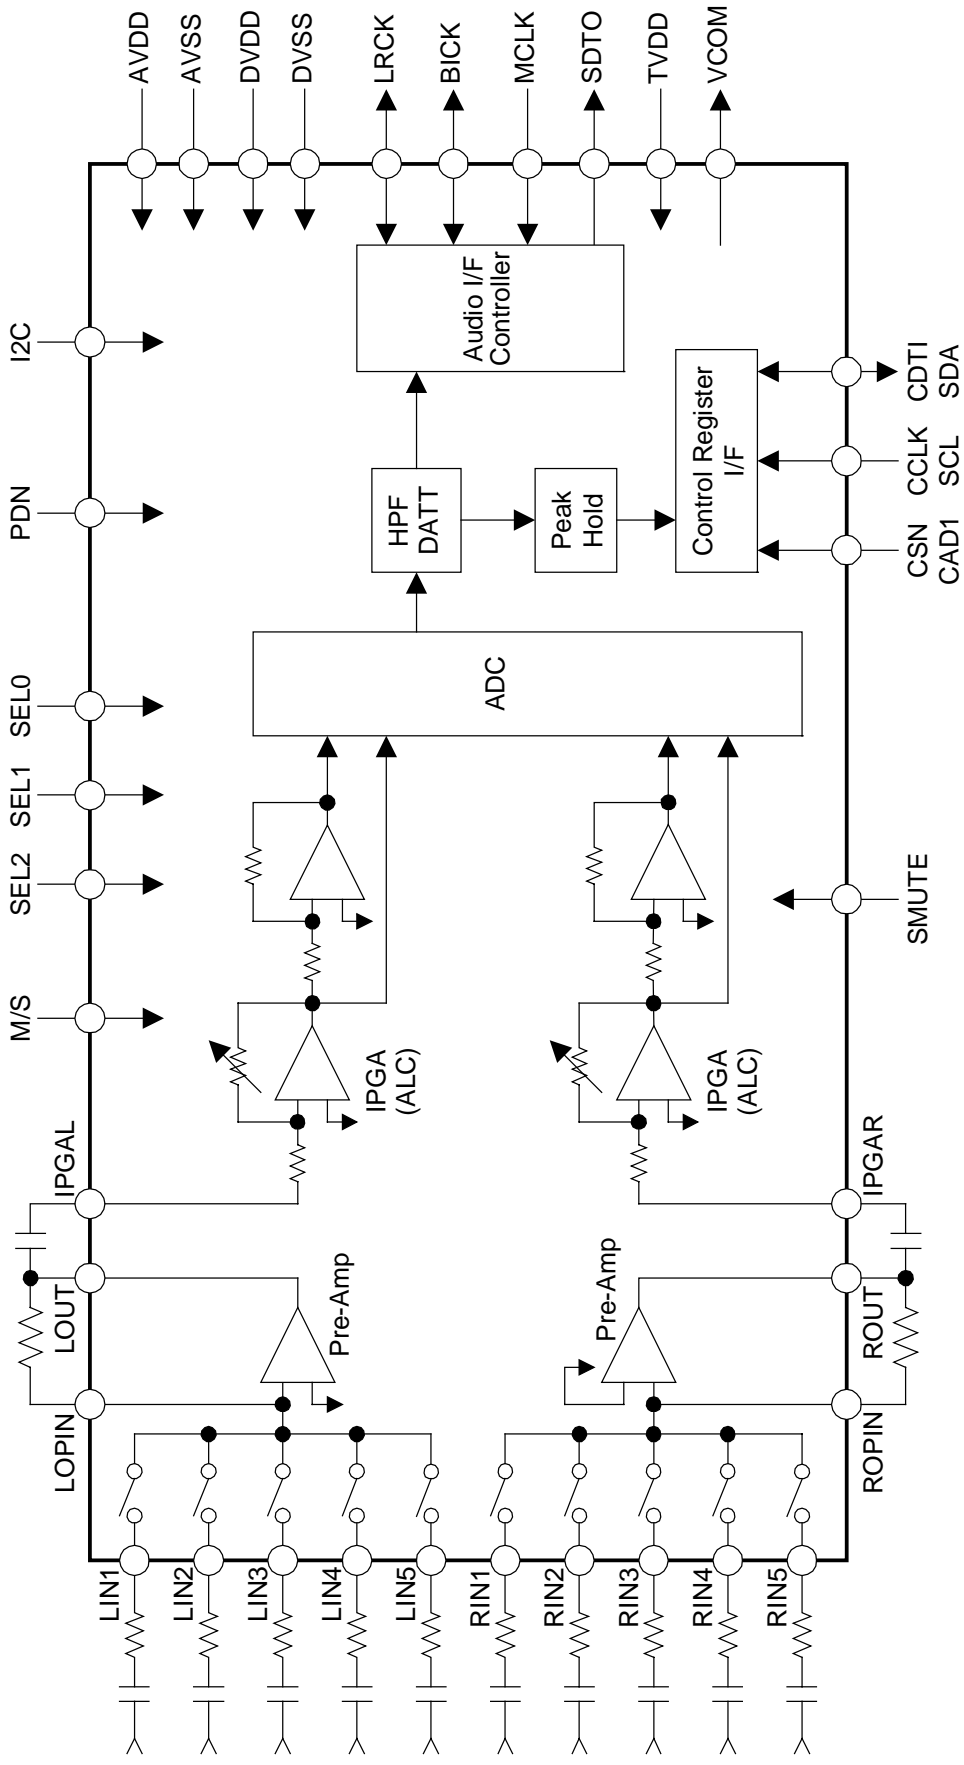 LIN1
LIN2
LIN3
LIN4
LIN5
RIN1
RIN2
RIN3
RIN4
RIN5
LOPIN
LOUT
IPGAL
M/S
SEL2
SEL1
SEL0
PDN
I2C
Pre-Amp
Pre-Amp
IPGA
(ALC)
IPGA
(ALC)
ADC
HPF
DATT
Peak
Hold
Audio I/F
Controller
Control Register
I/F
AVDD
AVSS
DVDD
DVSS
LRCK
BICK
MCLK
SDTO
TVDD
VCOM
ROPIN
ROUT
IPGAR
SMUTE
CSN
CAD1
CCLK
SCL
CDTI
SDA